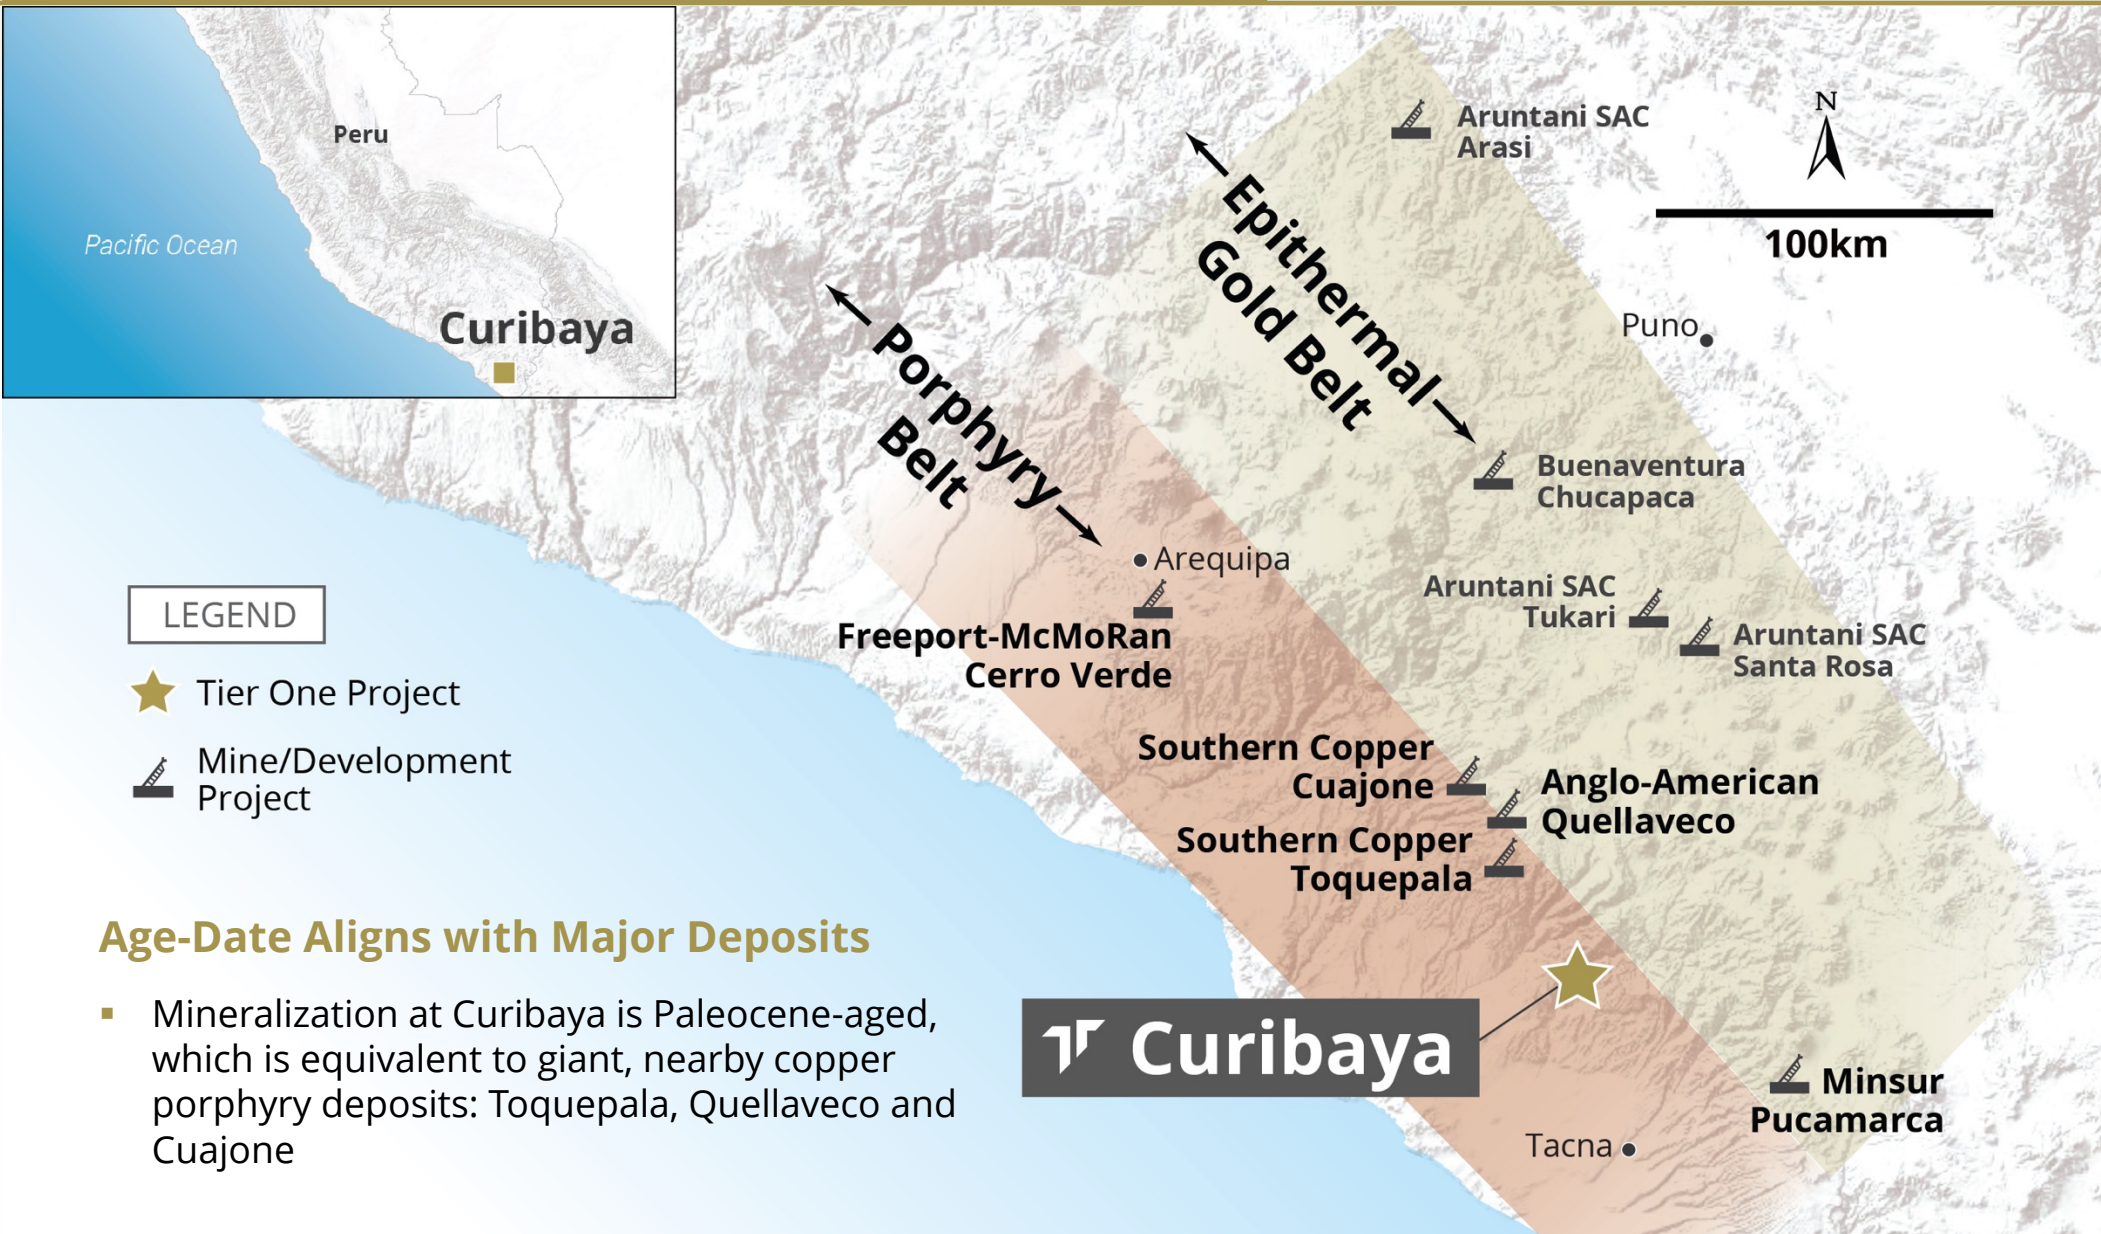 Peru
Pacific Ocean
Curibaya
Aruntani SAC
Arasi
N
100km
Epithermal
Gold Belt
Puno
Porphyry
Belt
Buenaventura
Chucapaca
Arequipa
Aruntani SAC
Tukari
Aruntani SAC
Santa Rosa
Freeport-McMoRan
Cerro Verde
LEGEND
Tier One Project
Mine/Development
Project
Southern Copper
Cuajone
Anglo-American
Quellaveco
Southern Copper
Toquepala
Age-Date Aligns with Major Deposits
▪ Mineralization at Curibaya is Paleocene-aged,
which is equivalent to giant, nearby copper
porphyry deposits: Toquepala, Quellaveco and
Cuajone
Curibaya
Minsur
Pucamarca
Tacna